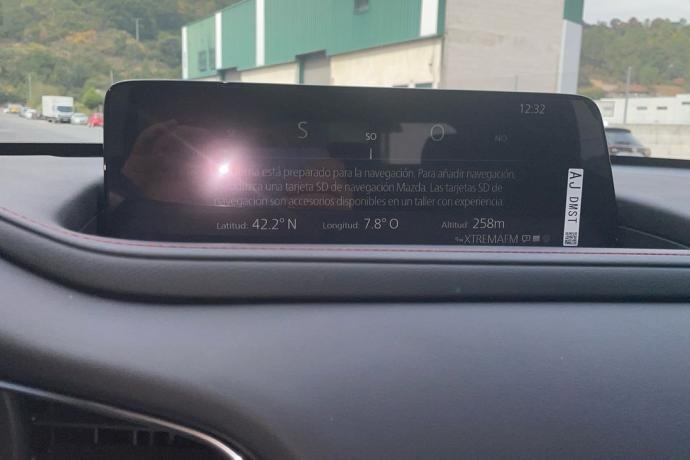 12:32
S SO O NO
está preparado para la navegación. Para añadir navegación,
una tarjeta SD de navegación Mazda. Las tarjetas SD de
navegación son accesorios disponibles en un taller con experiencia
Latitud: 42.2° N Longitud: 7.8° O Altitud: 258m
XTREMAFM
AJ DMST